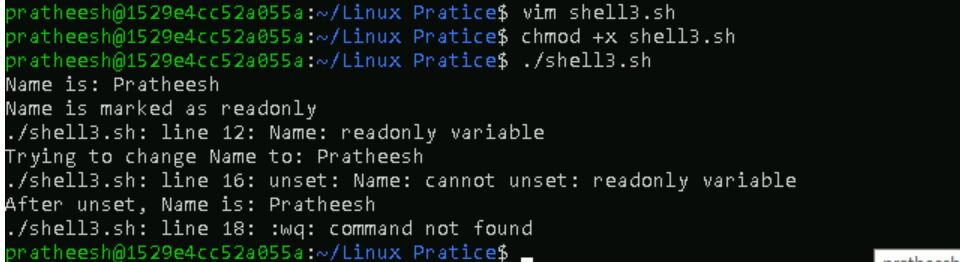 pratheesh@1529e4cc52a055a:~/Linux Pratice$ vim shell3.sh
pratheesh@1529e4cc52a055a:~/Linux Pratice$ chmod +x shell3.sh
pratheesh@1529e4cc52a055a:~/Linux Pratice$ ./shell3.sh
Name is: Pratheesh
Name is marked as readonly
./shell3.sh: line 12: Name: readonly variable
Trying to change Name to: Pratheesh
./shell3.sh: line 16: unset: Name: cannot unset: readonly variable
After unset, Name is: Pratheesh
./shell3.sh: line 18: :wq: command not found
pratheesh@1529e4cc52a055a:~/Linux Pratice$